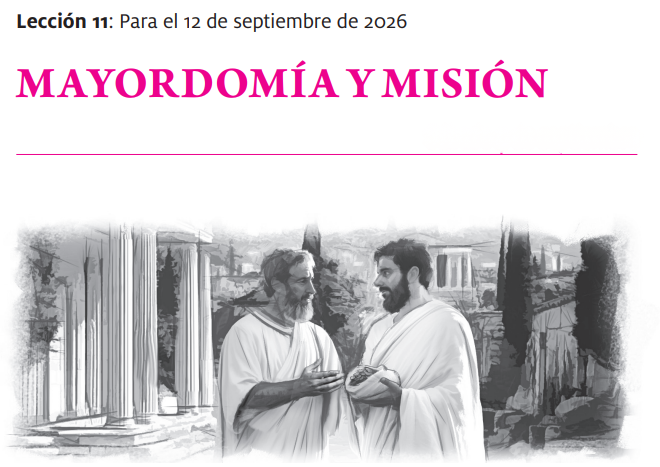 Lección 11: Para el 12 de septiembre de 2026
MAYORDOMÍA Y MISIÓN